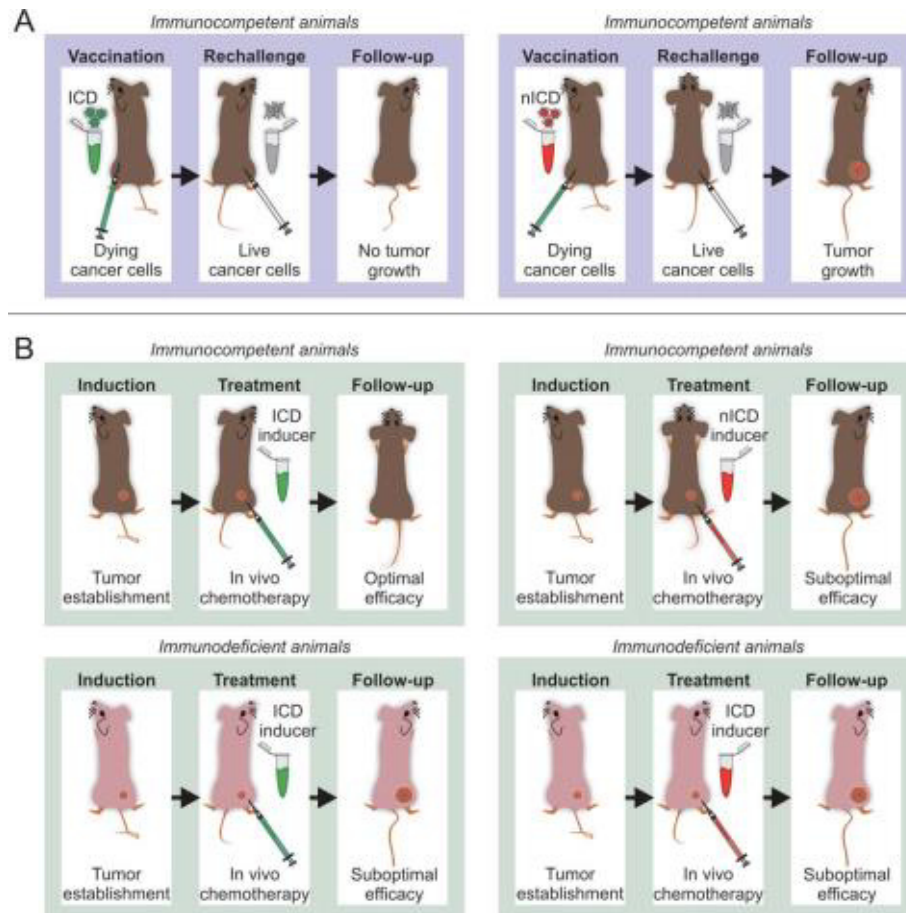 A
Immunocompetent animals
Vaccination
Rechallenge
Follow-up
ICD
Dying
cancer cells
Live
cancer cells
No tumor
growth
Immunocompetent animals
Vaccination
Rechallenge
Follow-up
nICD
Dying
cancer cells
Live
cancer cells
Tumor
growth
B
Immunocompetent animals
Induction
Treatment
Follow-up
ICD
inducer
Tumor
establishment
In vivo
chemotherapy
Optimal
efficacy
Immunocompetent animals
Induction
Treatment
Follow-up
nICD
inducer
Tumor
establishment
In vivo
chemotherapy
Suboptimal
efficacy
Immunodeficient animals
Induction
Treatment
Follow-up
ICD
inducer
Tumor
establishment
In vivo
chemotherapy
Suboptimal
efficacy
Immunodeficient animals
Induction
Treatment
Follow-up
ICD
inducer
Tumor
establishment
In vivo
chemotherapy
Suboptimal
efficacy